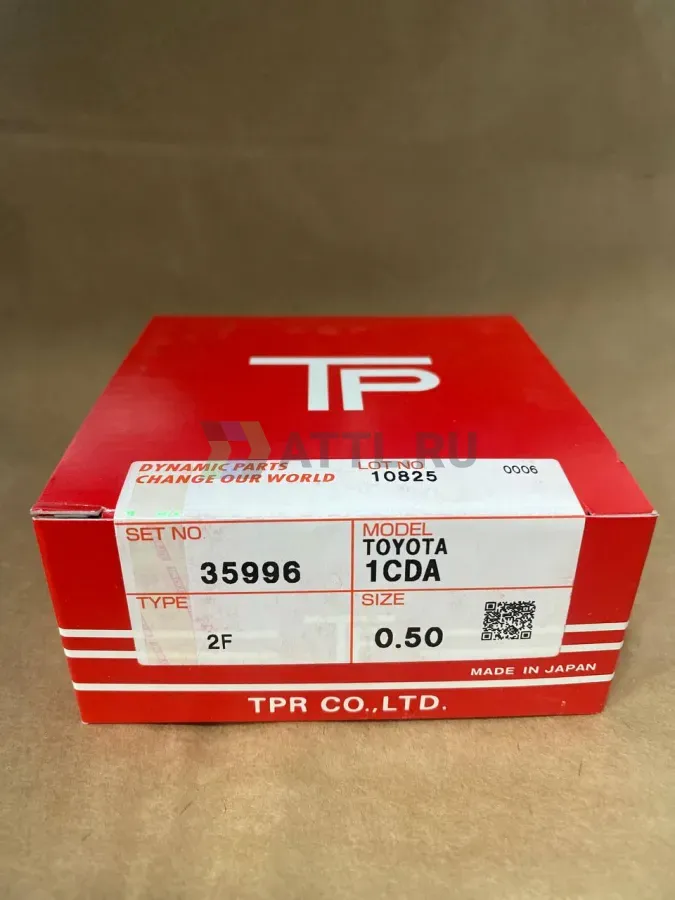 TP
ATTI.RU
DYNAMIC PARTS
CHANGE OUR WORLD
LOT NO
10825
0006
SET NO.
35996
MODEL
TOYOTA
1CDA
TYPE
2F
SIZE
0.50
MADE IN JAPAN
TPR CO.,LTD.